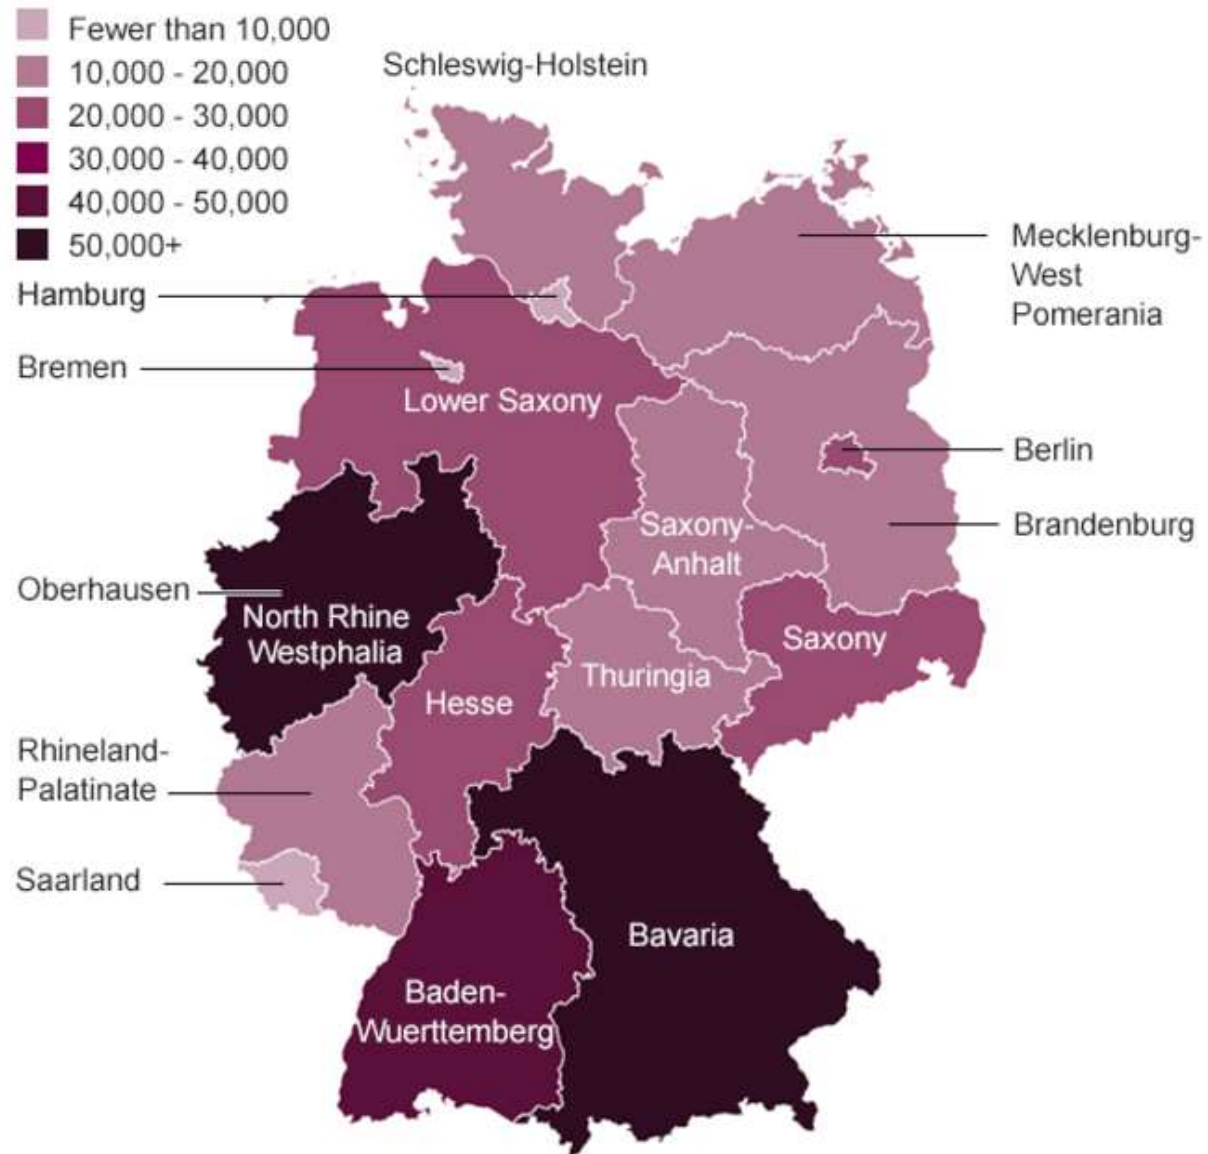 Fewer than 10,000
10,000 - 20,000
20,000 - 30,000
30,000 - 40,000
40,000 - 50,000
50,000+
Schleswig-Holstein
Mecklenburg-
West
Pomerania
Hamburg
Bremen
Lower Saxony
Berlin
Saxony-
Anhalt
Brandenburg
Oberhausen
North Rhine
Westphalia
Saxony
Thuringia
Hesse
Rhineland-
Palatinate
Saarland
Bavaria
Baden-
Wuerttemberg